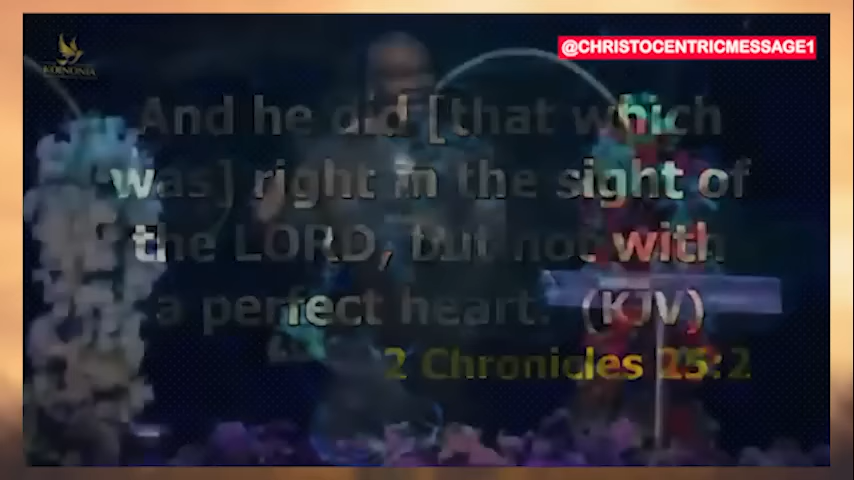 @CHRISTOCENTRICMESSAGE1
KOINONIA
And he did [that which
was] right in the sight of
the LORD, but not with
a perfect heart. (KJV)
2 Chronicles 25:2